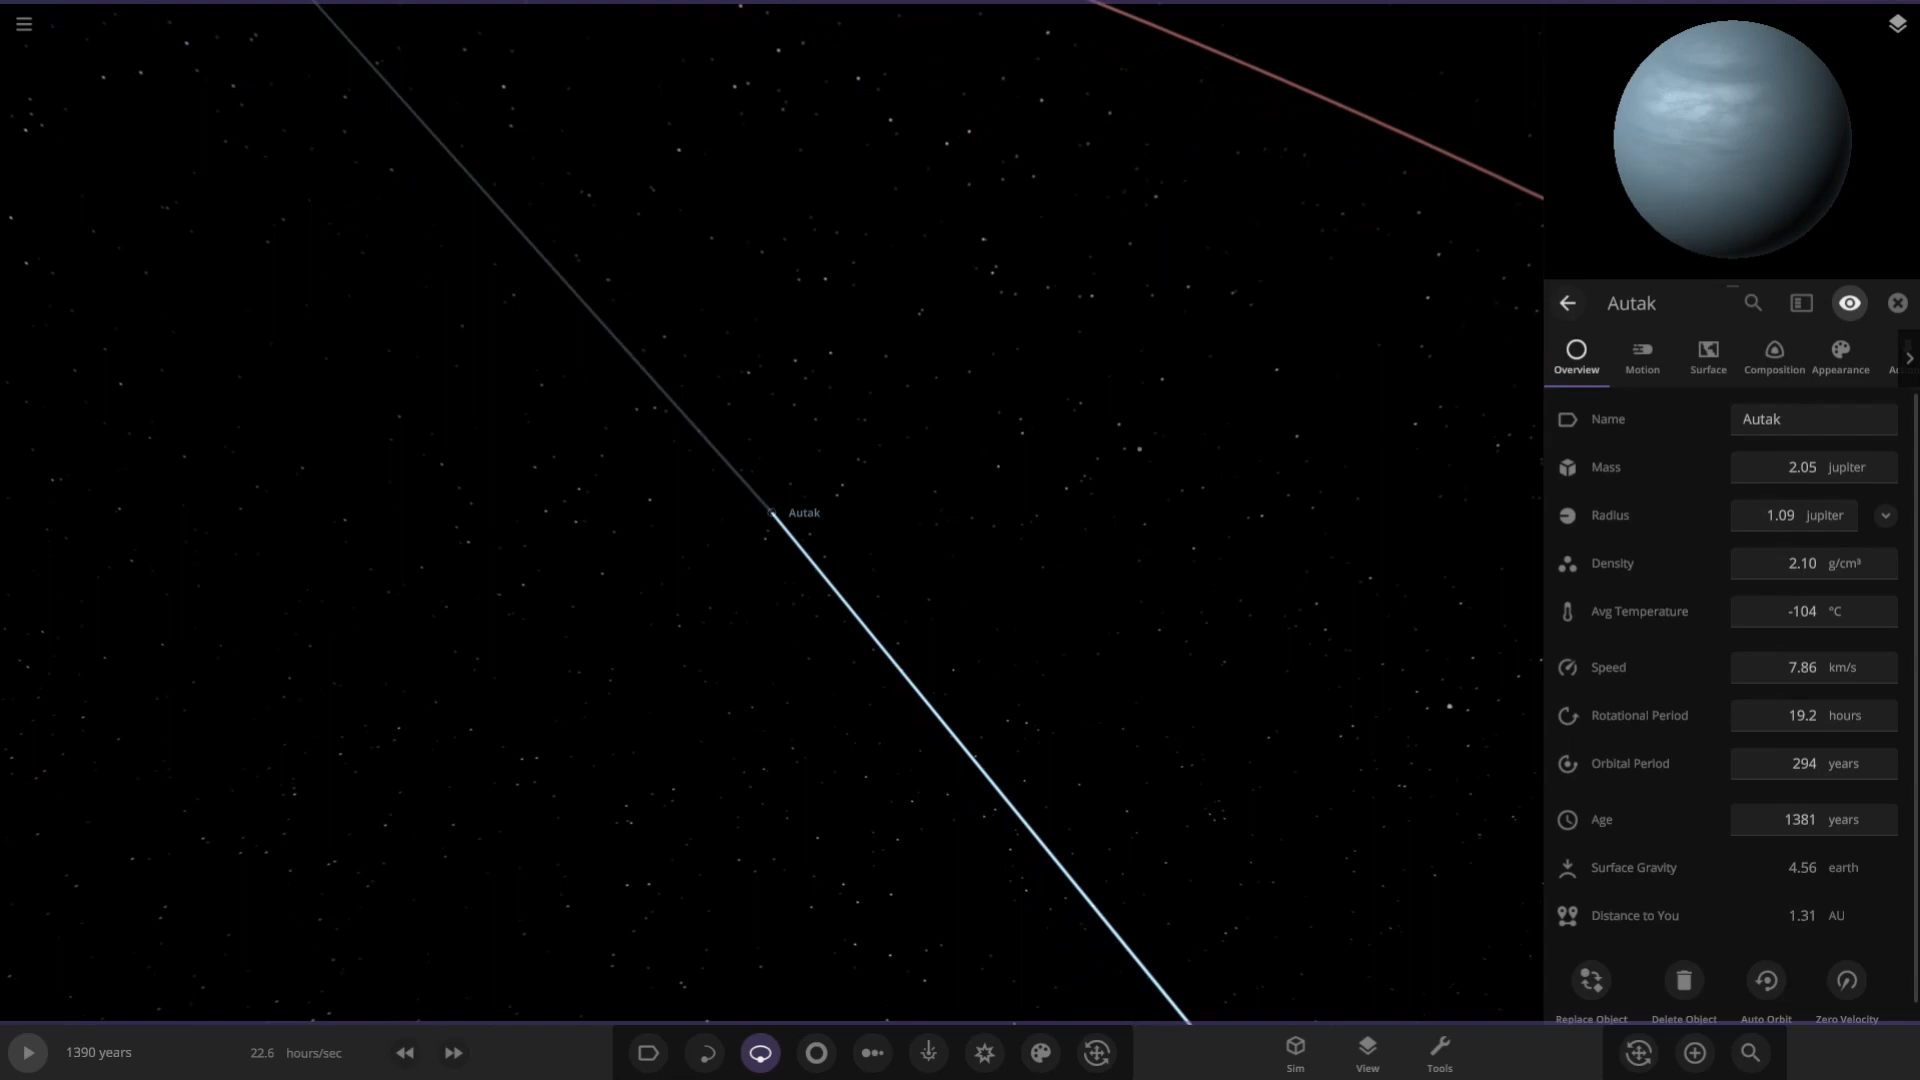 Autak
Autak
Overview
Motion
Surface
Composition
Appearance
Name Autak
Mass 2.05 jupiter
Radius 1.09 jupiter
Density 2.10 g/cm³
Avg Temperature -104 °C
Speed 7.86 km/s
Rotational Period 19.2 hours
Orbital Period 294 years
Age 1381 years
Surface Gravity 4.56 earth
Distance to You 1.31 AU
Replace Object Delete Object Auto Orbit Zero Velocity
1390 years 22.6 hours/sec
Sim View Tools